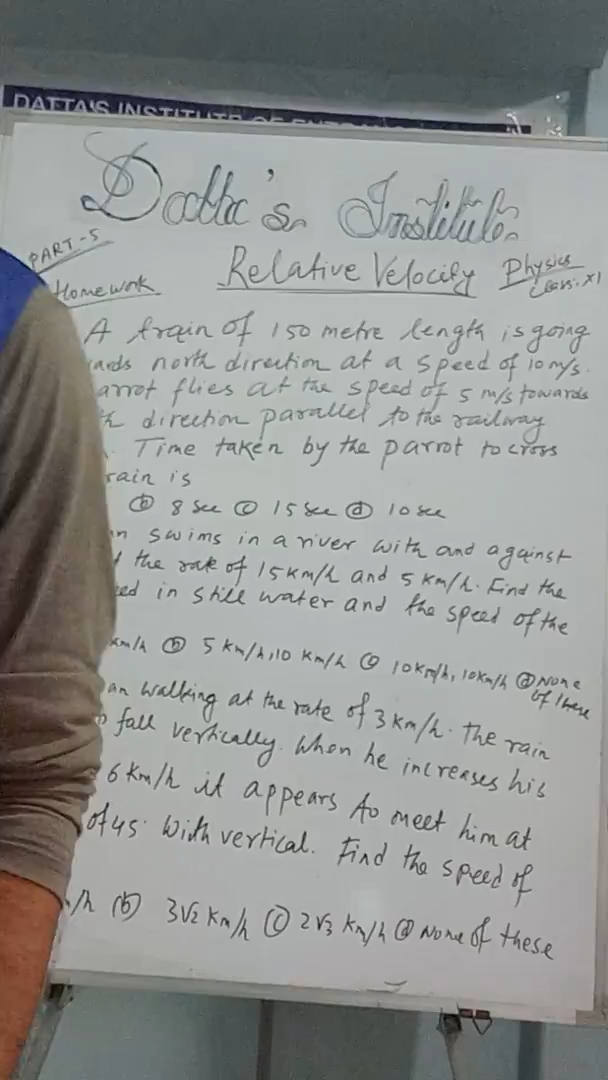 DATTA'S INSTITUTE OF
Datta's Institute
PART-5
Relative Velocity Physics
Homework Class-XI
A train of 150 metre length is going
north direction at a speed of 10 m/s.
flies at the speed of 5 m/s towards
direction parallel to the railway
Time taken by the parrot to cross
is
ⓑ 8 sec ⓒ 15 sec ⓓ 10 sec
swims in a river with and against
the rate of 15 km/h and 5 km/h. Find the
in still water and the speed of the
km/h ⓑ 5 km/h, 10 km/h ⓒ 10 km/h, 10 km/h ⓓ None of these
walking at the rate of 3 km/h. The rain
fall vertically. When he increases his
6 km/h it appears to meet him at
of 45° with vertical. Find the speed of
/h (b) 3√2 km/h ⓒ 2√3 km/h ⓓ None of these